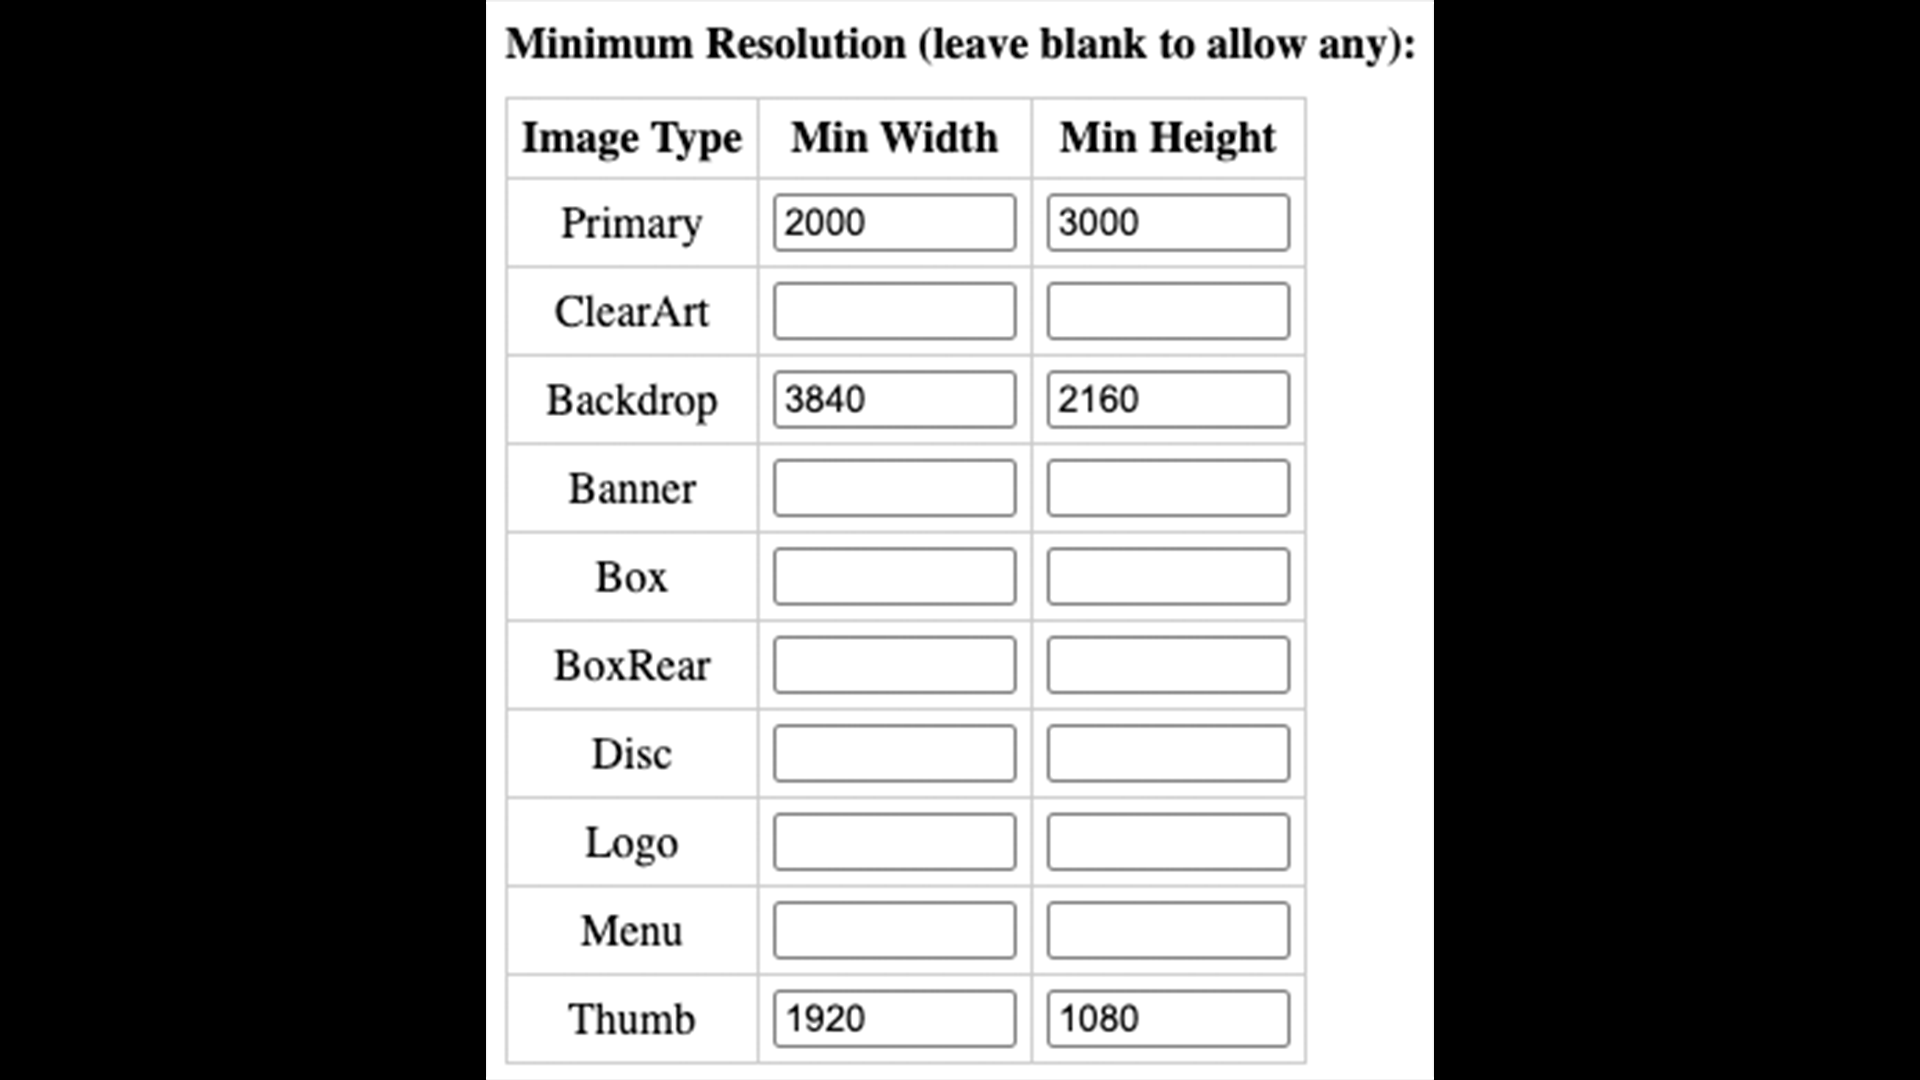 Minimum Resolution (leave blank to allow any):
Image Type Min Width Min Height
Primary 2000 3000
ClearArt
Backdrop 3840 2160
Banner
Box
BoxRear
Disc
Logo
Menu
Thumb 1920 1080